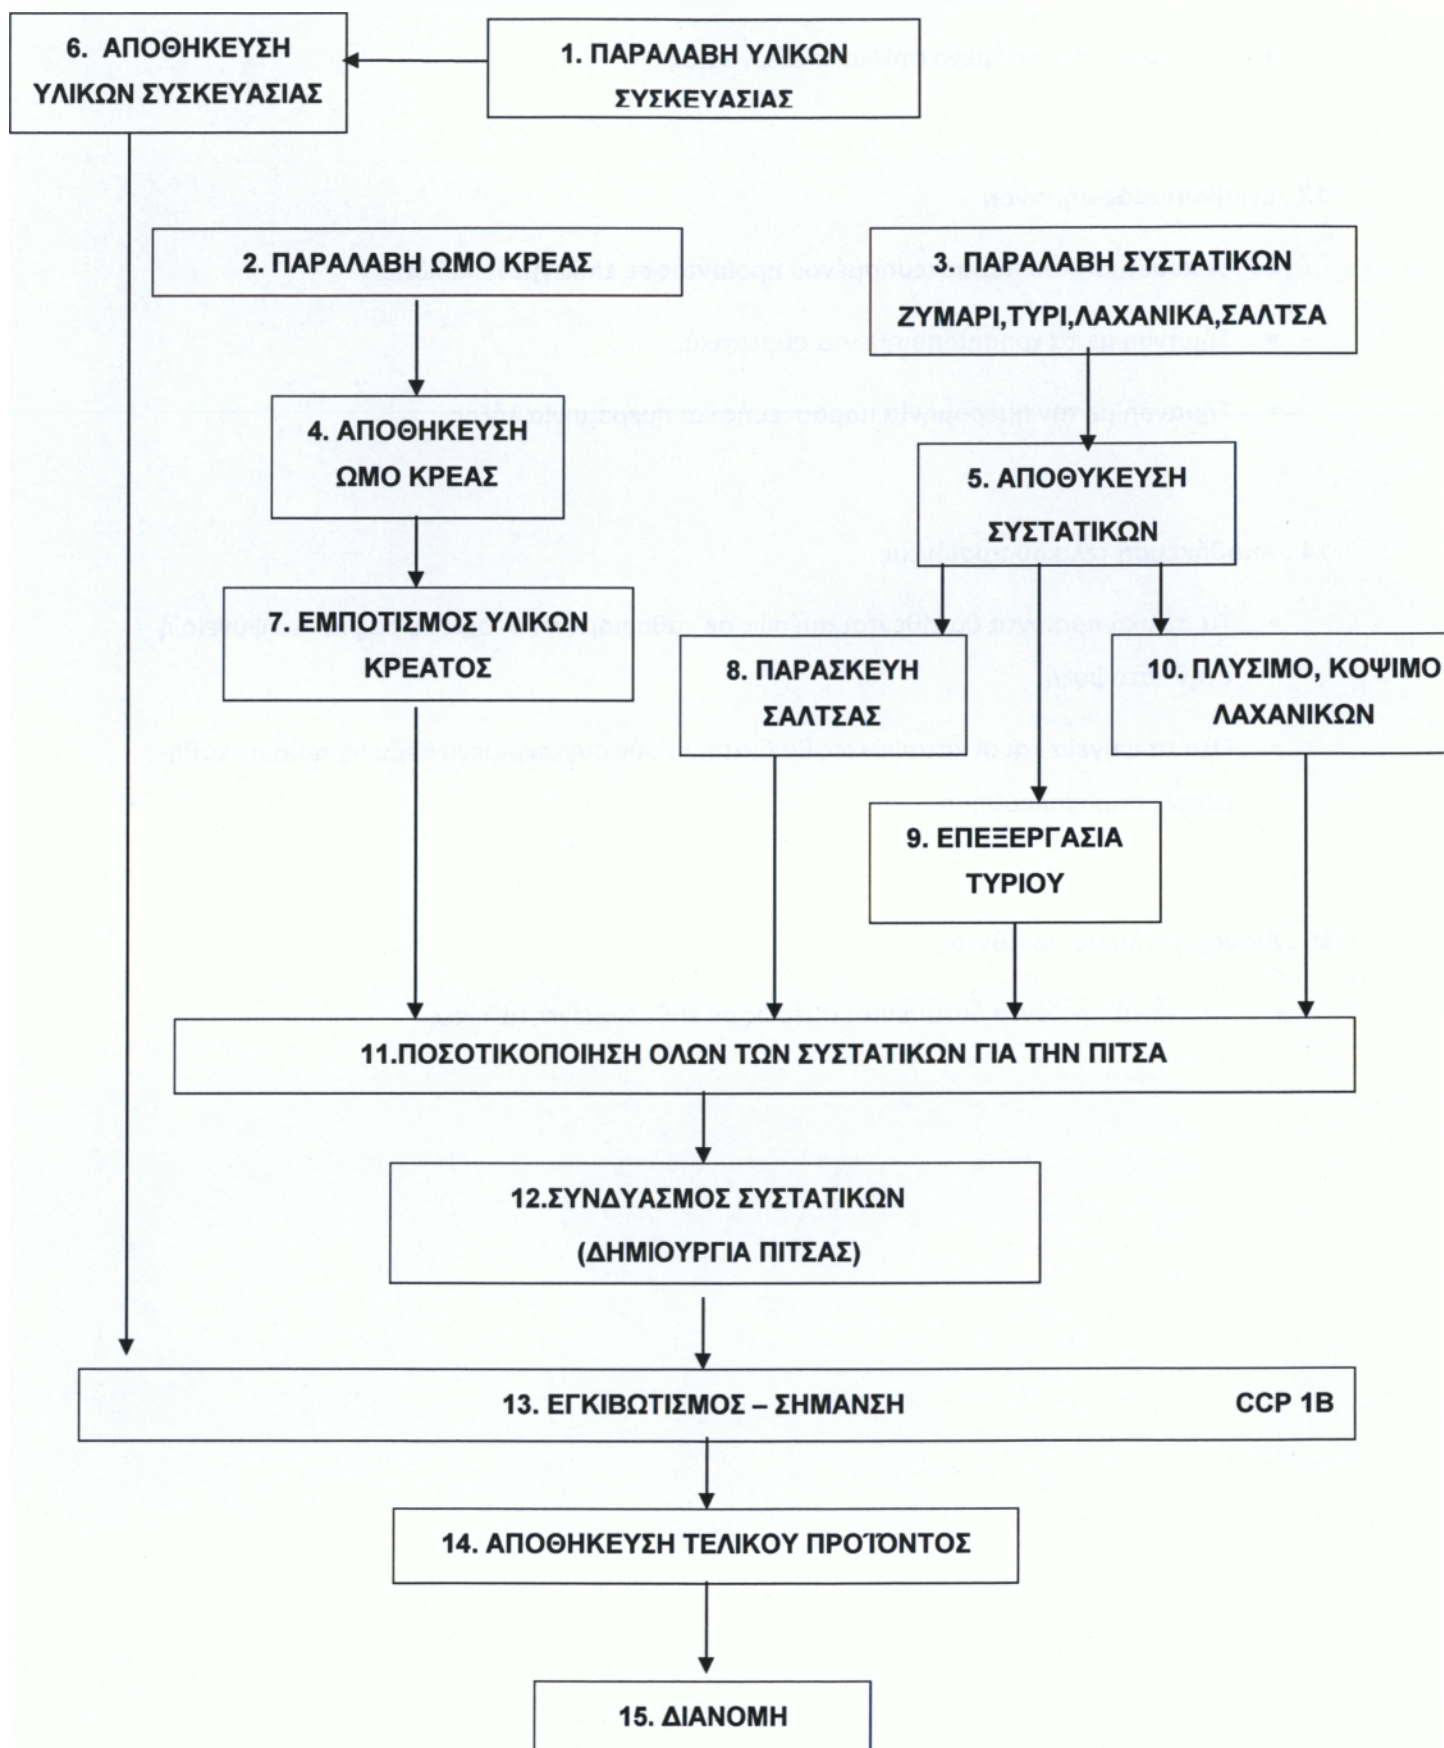 6. ΑΠΟΘΗΚΕΥΣΗ
ΥΛΙΚΩΝ ΣΥΣΚΕΥΑΣΙΑΣ
1. ΠΑΡΑΛΑΒΗ ΥΛΙΚΩΝ
ΣΥΣΚΕΥΑΣΙΑΣ
2. ΠΑΡΑΛΑΒΗ ΩΜΟ ΚΡΕΑΣ
3. ΠΑΡΑΛΑΒΗ ΣΥΣΤΑΤΙΚΩΝ
ΖΥΜΑΡΙ,ΤΥΡΙ,ΛΑΧΑΝΙΚΑ,ΣΑΛΤΣΑ
4. ΑΠΟΘΗΚΕΥΣΗ
ΩΜΟ ΚΡΕΑΣ
5. ΑΠΟΘΥΚΕΥΣΗ
ΣΥΣΤΑΤΙΚΩΝ
7. ΕΜΠΟΤΙΣΜΟΣ ΥΛΙΚΩΝ
ΚΡΕΑΤΟΣ
8. ΠΑΡΑΣΚΕΥΗ
ΣΑΛΤΣΑΣ
10. ΠΛΥΣΙΜΟ, ΚΟΨΙΜΟ
ΛΑΧΑΝΙΚΩΝ
9. ΕΠΕΞΕΡΓΑΣΙΑ
ΤΥΡΙΟΥ
11.ΠΟΣΟΤΙΚΟΠΟΙΗΣΗ ΟΛΩΝ ΤΩΝ ΣΥΣΤΑΤΙΚΩΝ ΓΙΑ ΤΗΝ ΠΙΤΣΑ
12.ΣΥΝΔΥΑΣΜΟΣ ΣΥΣΤΑΤΙΚΩΝ
(ΔΗΜΙΟΥΡΓΙΑ ΠΙΤΣΑΣ)
13. ΕΓΚΙΒΩΤΙΣΜΟΣ – ΣΗΜΑΝΣΗ CCP 1B
14. ΑΠΟΘΗΚΕΥΣΗ ΤΕΛΙΚΟΥ ΠΡΟΪΟΝΤΟΣ
15. ΔΙΑΝΟΜΗ